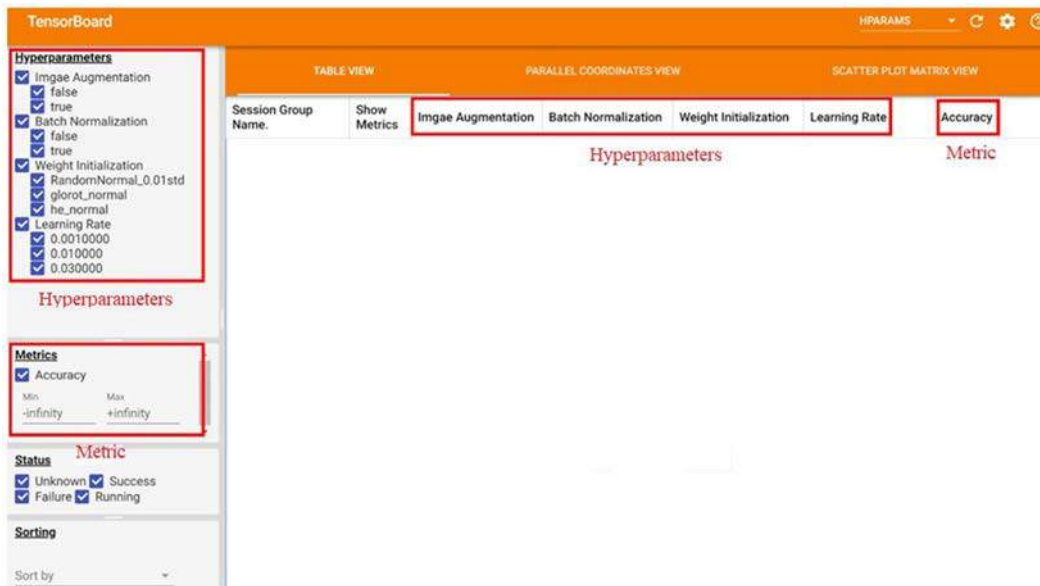 TensorBoard
HPARAMS
Hyperparameters
Imgae Augmentation
false
true
Batch Normalization
false
true
Weight Initialization
RandomNormal_0.01std
glorot_normal
he_normal
Learning Rate
0.0010000
0.010000
0.030000
Hyperparameters
Metrics
Accuracy
Min Max
-infinity +infinity
Metric
Status
Unknown Success
Failure Running
Sorting
Sort by
TABLE VIEW PARALLEL COORDINATES VIEW SCATTER PLOT MATRIX VIEW
Session Group Name. Show Metrics Imgae Augmentation Batch Normalization Weight Initialization Learning Rate Accuracy
Hyperparameters Metric